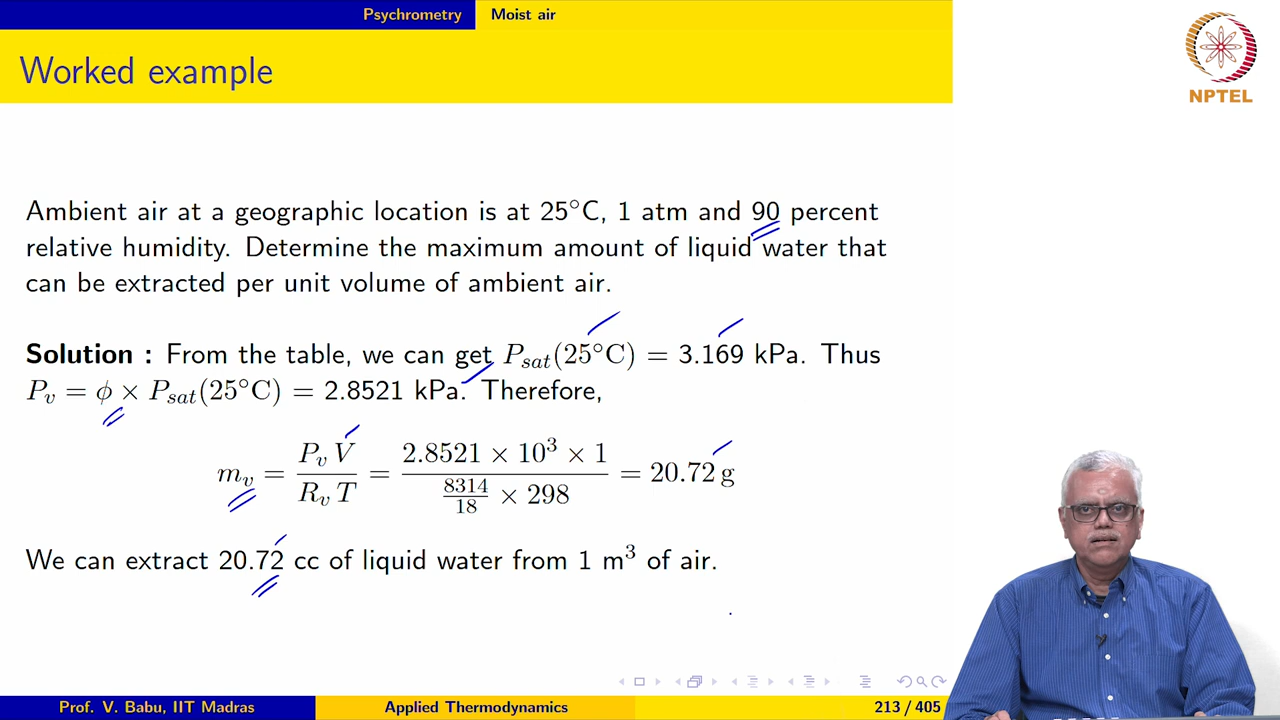 Psychrometry Moist air
Worked example
NPTEL
Ambient air at a geographic location is at 25°C, 1 atm and 90 percent
relative humidity. Determine the maximum amount of liquid water that
can be extracted per unit volume of ambient air.
Solution : From the table, we can get P_sat(25°C) = 3.169 kPa. Thus
P_v = ϕ × P_sat(25°C) = 2.8521 kPa. Therefore,
m_v = P_v V / R_v T = 2.8521 × 10³ × 1 / (8314/18 × 298) = 20.72 g
We can extract 20.72 cc of liquid water from 1 m³ of air.
Prof. V. Babu, IIT Madras Applied Thermodynamics 213 / 405